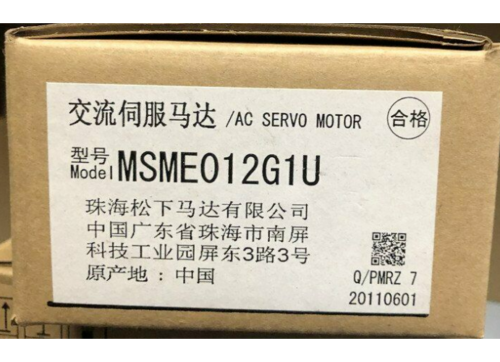 交流伺服马达 /AC SERVO MOTOR 合格
型号
Model MSME012G1U
珠海松下马达有限公司
中国广东省珠海市南屏
科技工业园屏东3路3号
原产地：中国
Q/PMRZ 7
20110601